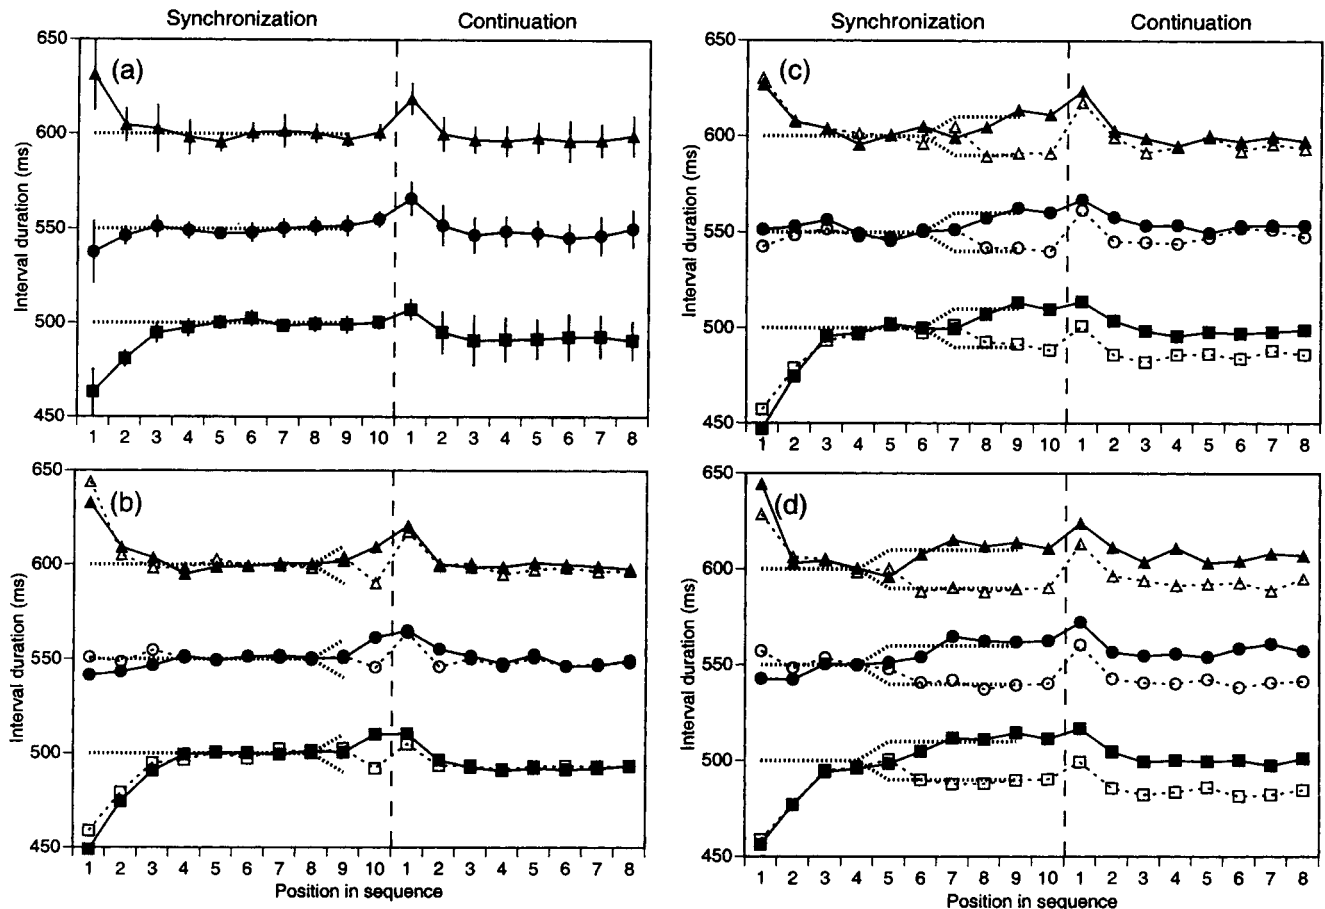 Synchronization Continuation
(a)
Interval duration (ms)
650
600
550
500
450
1 2 3 4 5 6 7 8 9 10 1 2 3 4 5 6 7 8
(b)
Interval duration (ms)
650
600
550
500
450
1 2 3 4 5 6 7 8 9 10 1 2 3 4 5 6 7 8
Position in sequence
Synchronization Continuation
(c)
Interval duration (ms)
650
600
550
500
450
1 2 3 4 5 6 7 8 9 10 1 2 3 4 5 6 7 8
(d)
Interval duration (ms)
650
600
550
500
450
1 2 3 4 5 6 7 8 9 10 1 2 3 4 5 6 7 8
Position in sequence